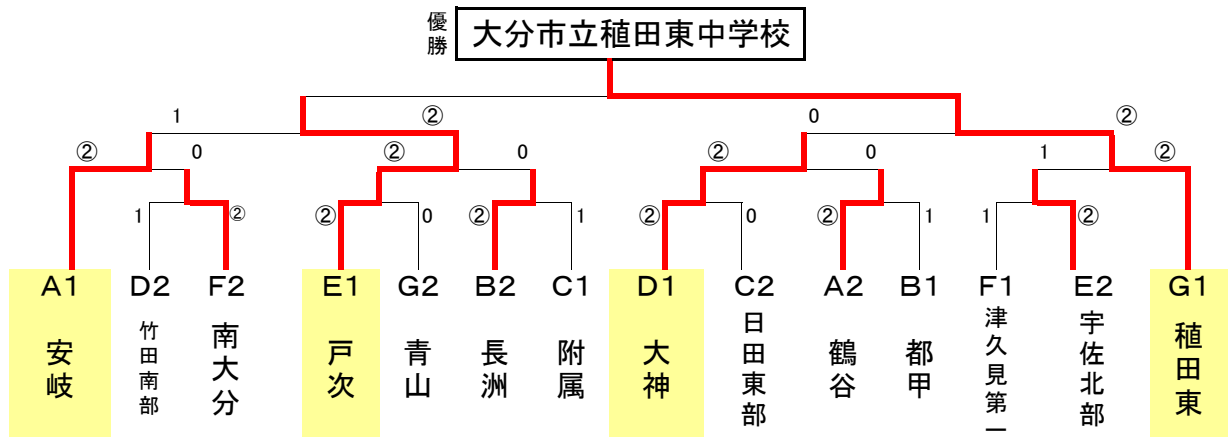 優勝
大分市立稙田東中学校
1 ② 0 ②
② 0 ② 0 ② 0 1 ②
1 ② ② 0 ② 1 ② 0 ② 1 1 ②
A1 D2 F2 E1 G2 B2 C1 D1 C2 A2 B1 F1 E2 G1
安岐
竹田南部
南大分
戸次
青山
長洲
附属
大神
日田東部
鶴谷
都甲
津久見第一
宇佐北部
稙田東